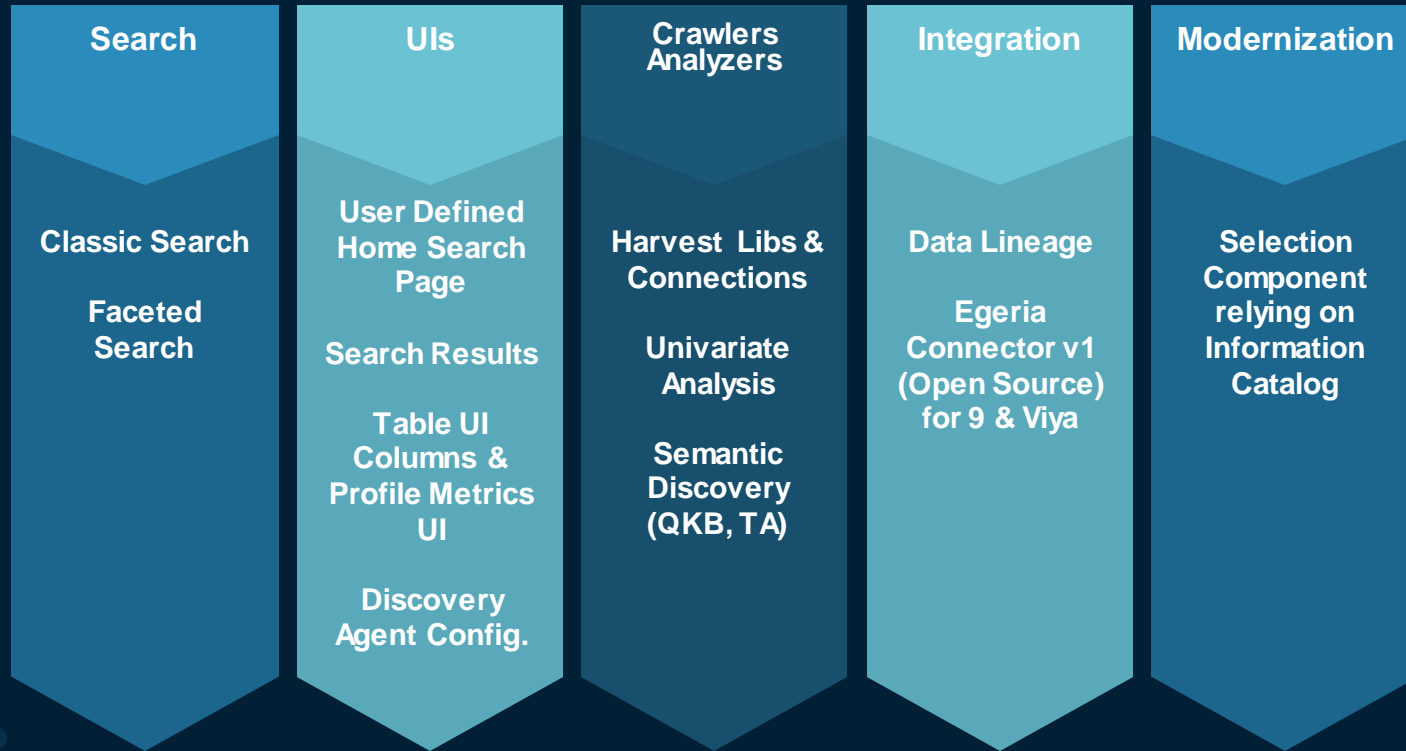 Search
Classic Search
Faceted
Search
UIs
User Defined
Home Search
Page
Search Results
Table UI
Columns &
Profile Metrics
UI
Discovery
Agent Config.
Crawlers
Analyzers
Harvest Libs &
Connections
Univariate
Analysis
Semantic
Discovery
(QKB, TA)
Integration
Data Lineage
Egeria
Connector v1
(Open Source)
for 9 & Viya
Modernization
Selection
Component
relying on
Information
Catalog